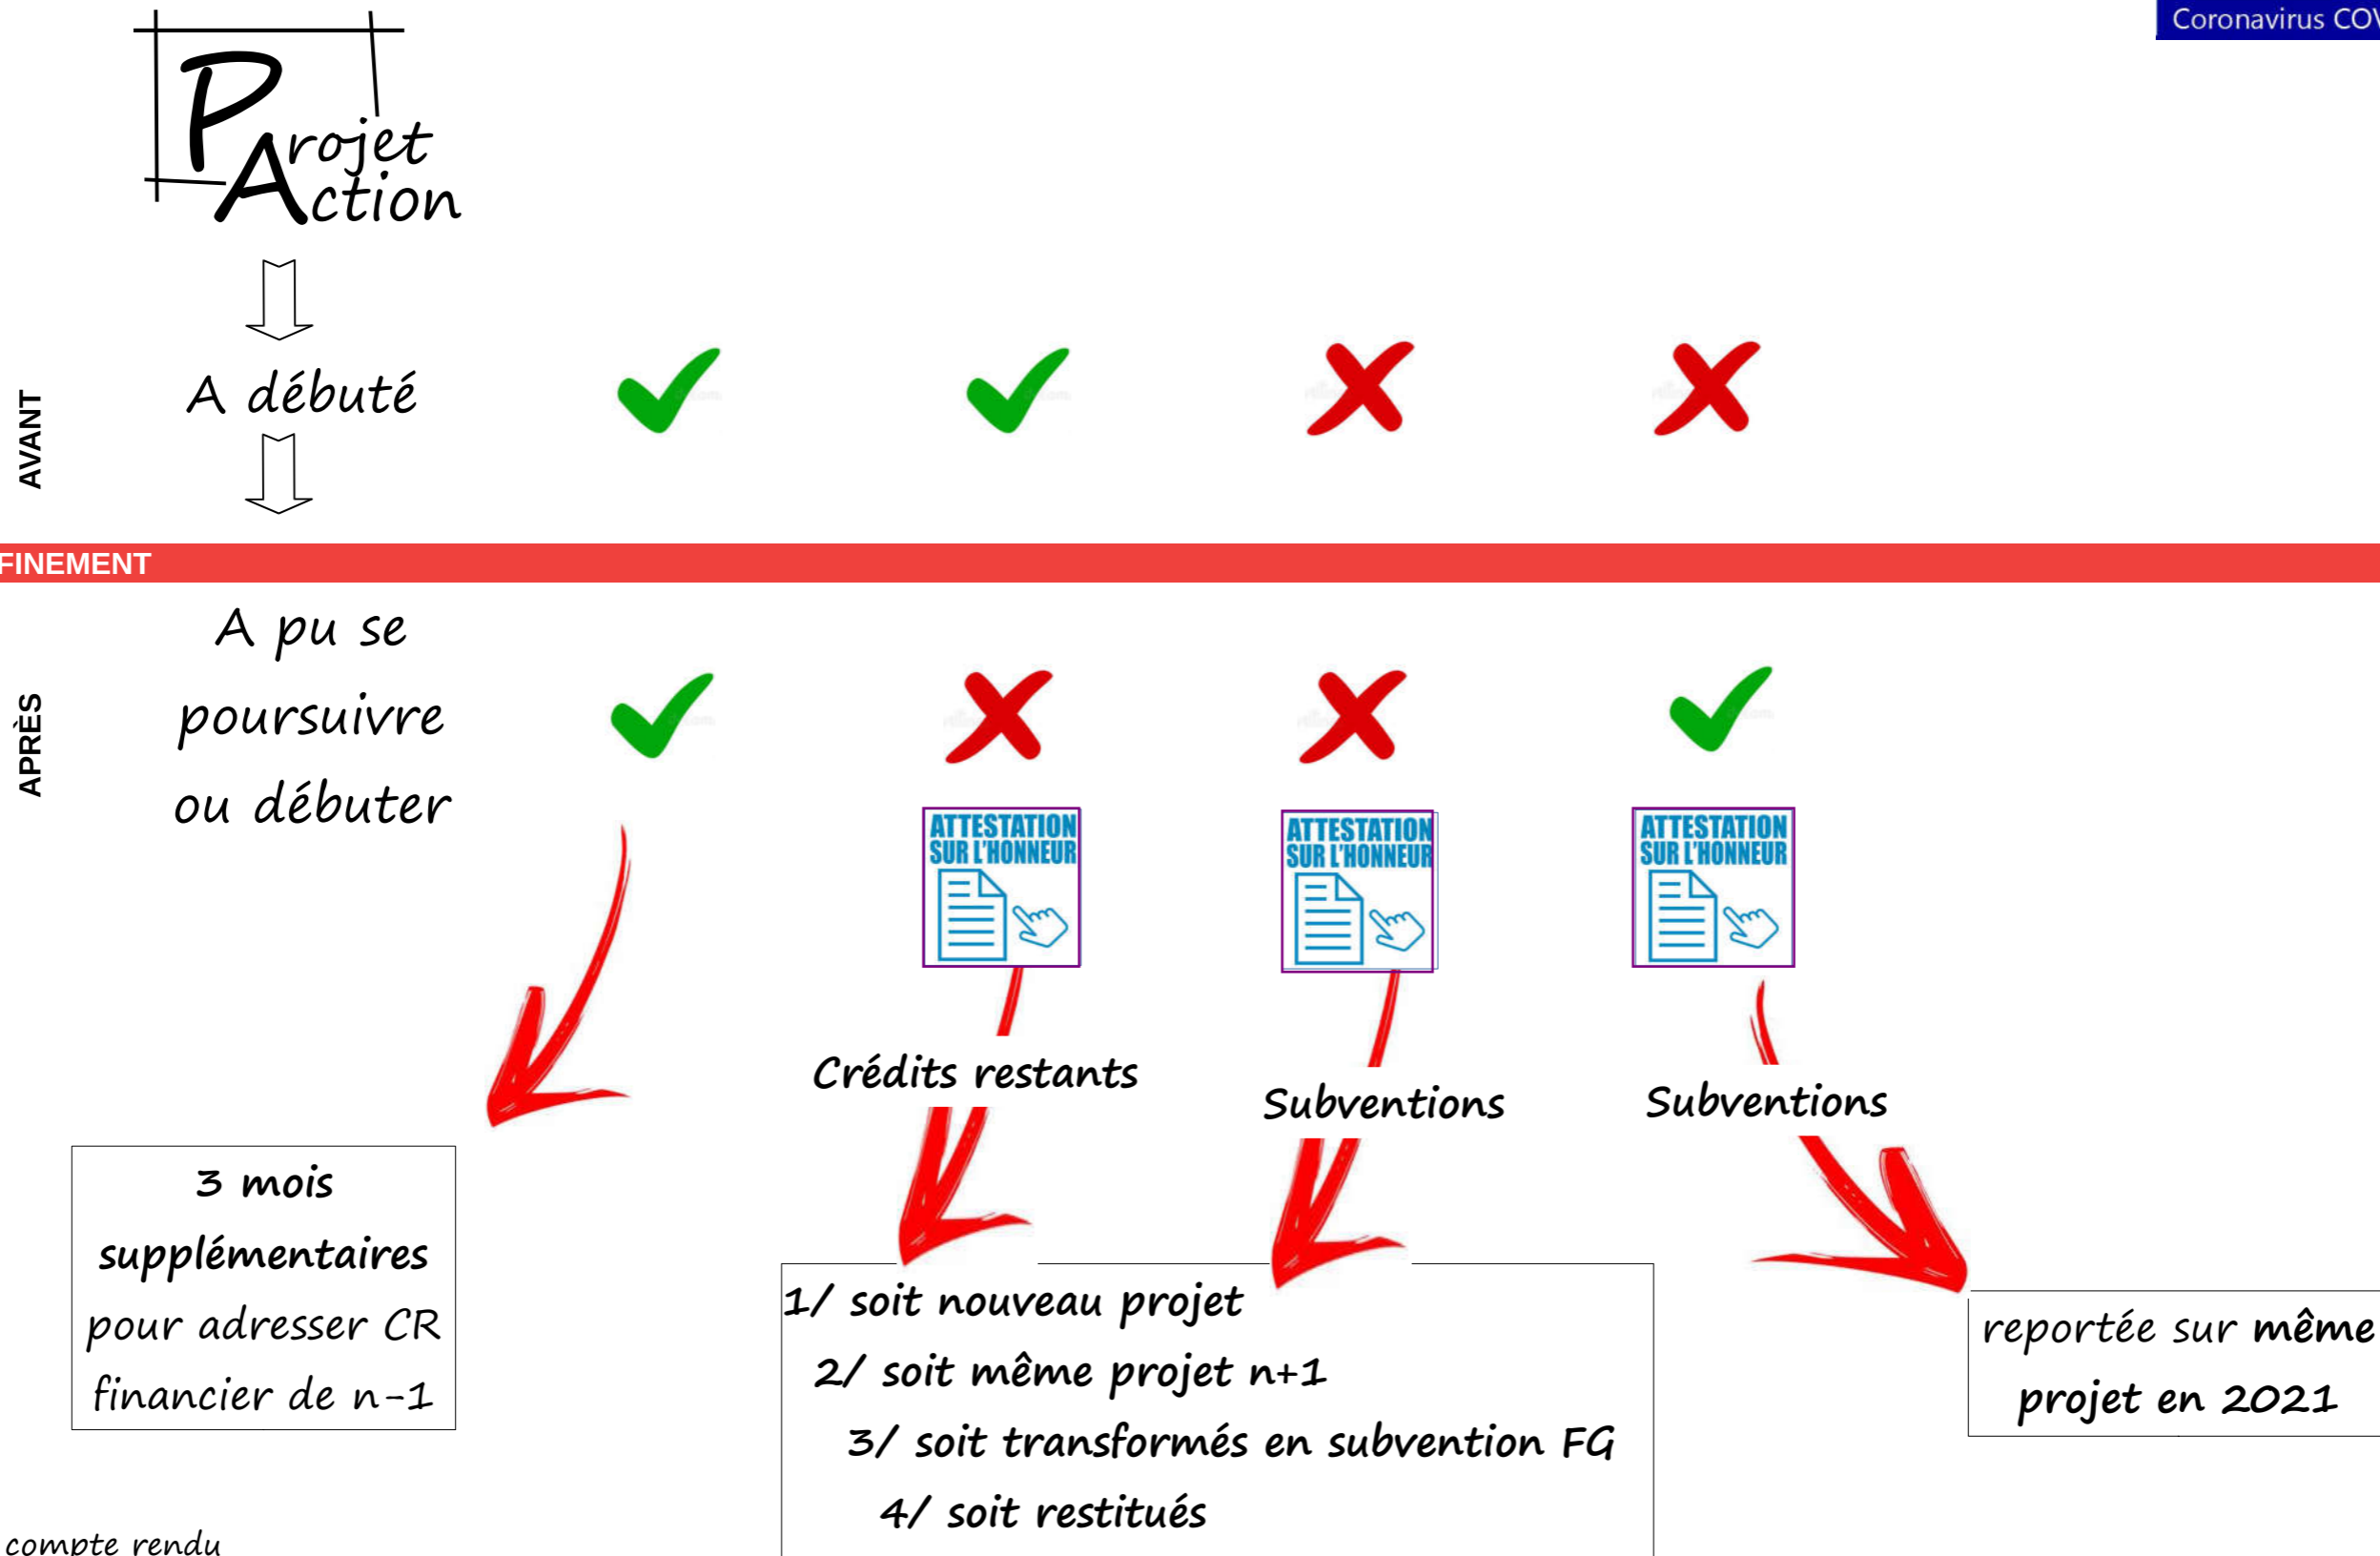 Coronavirus COV
Projet
Action
A débuté
AVANT
FINEMENT
A pu se
poursuivre
ou débuter
APRÈS
ATTESTATION
SUR L'HONNEUR
ATTESTATION
SUR L'HONNEUR
ATTESTATION
SUR L'HONNEUR
Crédits restants
Subventions
Subventions
3 mois
supplémentaires
pour adresser CR
financier de n-1
1/ soit nouveau projet
2/ soit même projet n+1
3/ soit transformés en subvention FG
4/ soit restitués
reportée sur même
projet en 2021
compte rendu